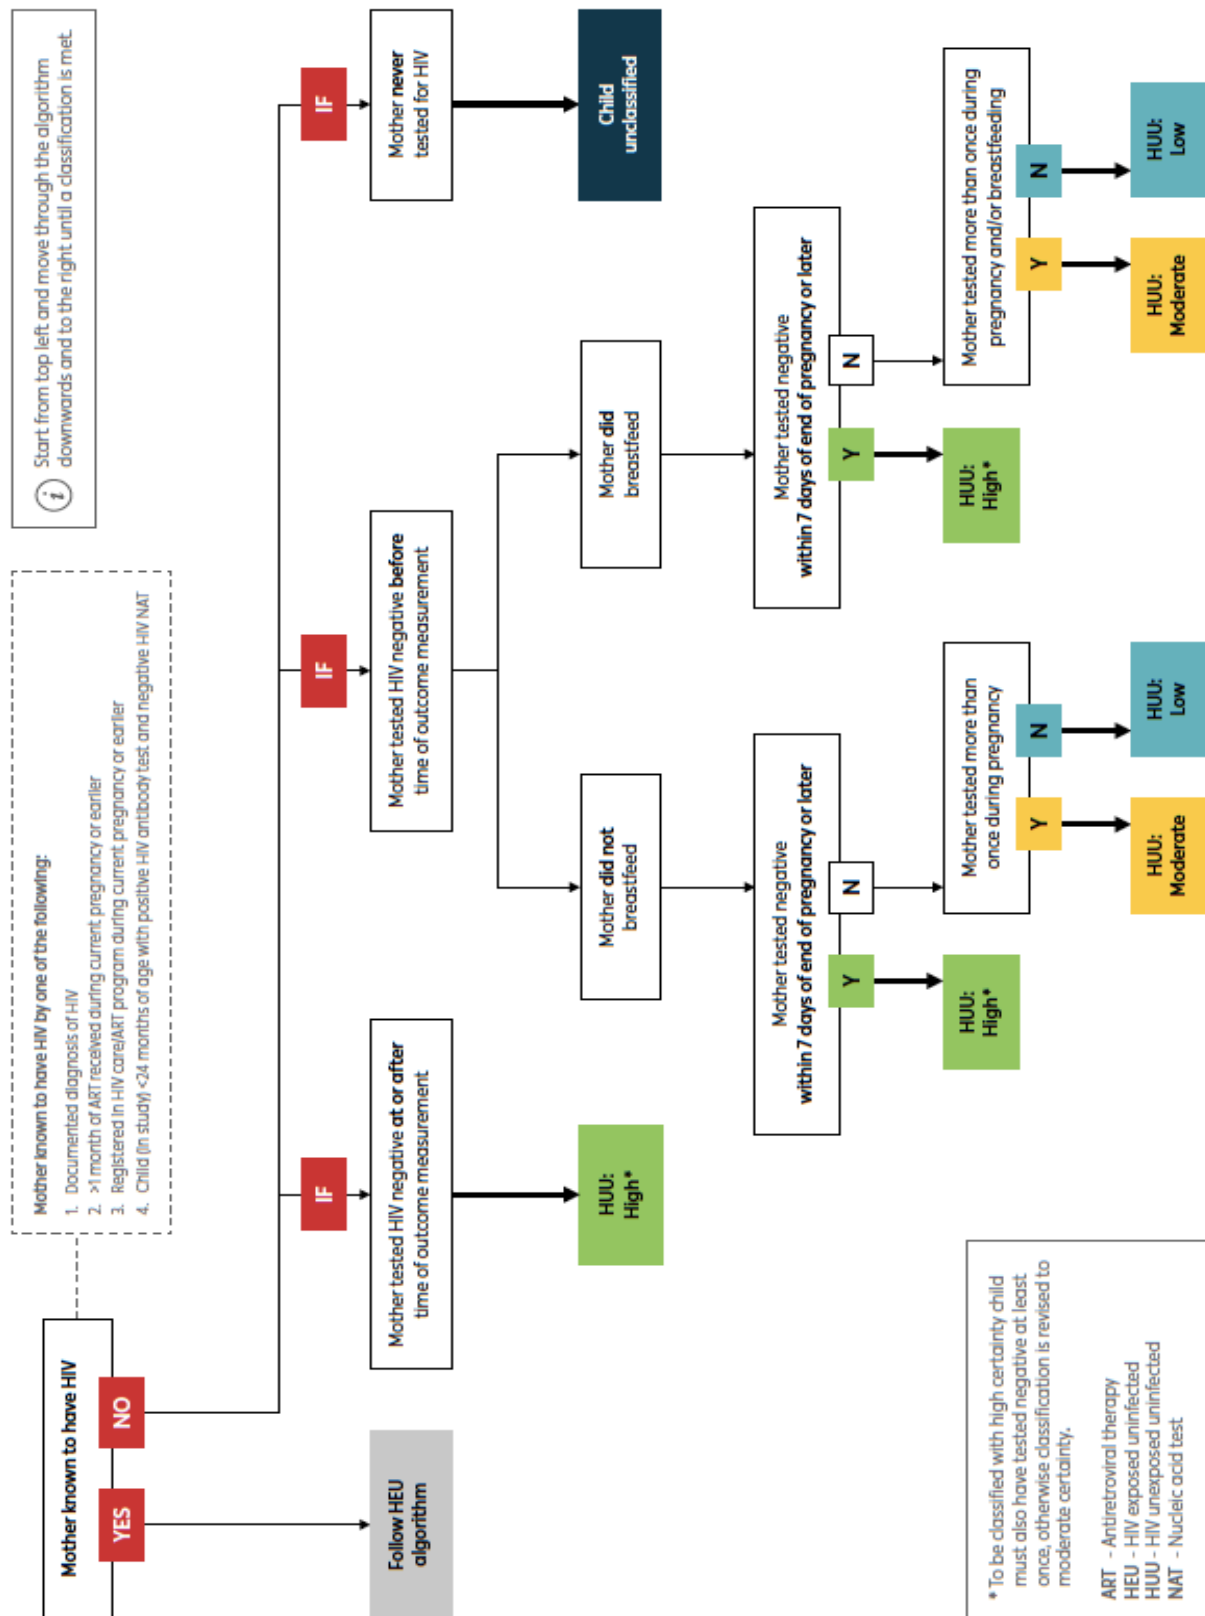 Mother known to have HIV
YES
NO
Mother known to have HIV by one of the following:
1. Documented diagnosis of HIV
2. >1 month of ART received during current pregnancy or earlier
3. Registered in HIV care/ART program during current pregnancy or earlier
4. Child (in study) <24 months of age with positive HIV antibody test and negative HIV NAT
i
Start from top left and move through the algorithm
downwards and to the right until a classification is met.
Follow HEU
algorithm
IF
Mother tested HIV negative at or after
time of outcome measurement
HUU:
High*
IF
Mother tested HIV negative before
time of outcome measurement
IF
Mother never
tested for HIV
Child
unclassified
Mother did not
breastfeed
Mother tested negative
within 7 days of end of pregnancy or later
Y
N
HUU:
High*
Mother tested more than
once during pregnancy
Y
N
HUU:
Moderate
HUU:
Low
Mother did
breastfeed
Mother tested negative
within 7 days of end of pregnancy or later
Y
N
HUU:
High*
Mother tested more than once during
pregnancy and/or breastfeeding
Y
N
HUU:
Moderate
HUU:
Low
* To be classified with high certainty child
must also have tested negative at least
once, otherwise classification is revised to
moderate certainty.
ART - Antiretroviral therapy
HEU - HIV exposed uninfected
HUU - HIV unexposed uninfected
NAT - Nucleic acid test